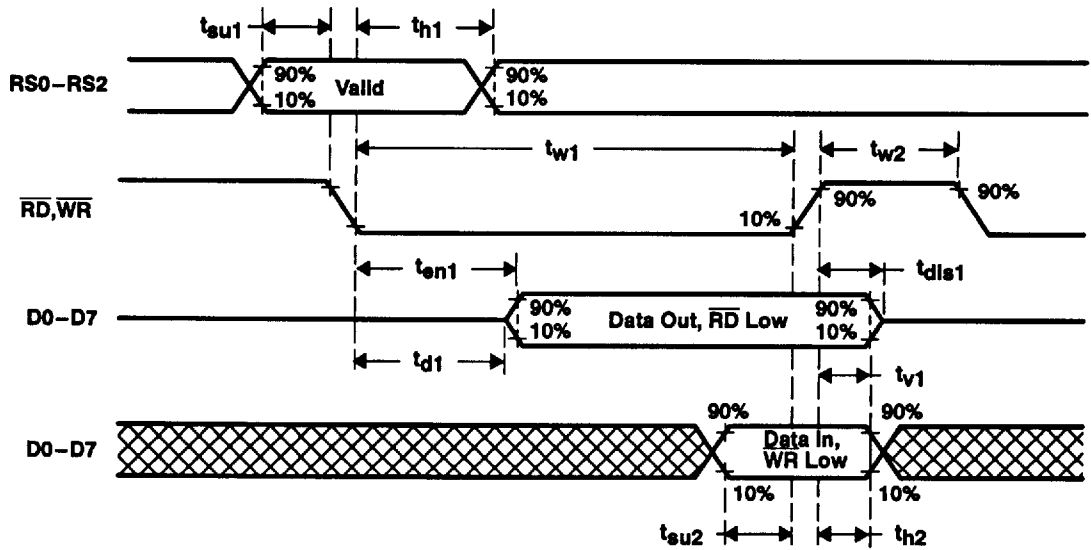 tsu1
th1
RS0–RS2
90%
10%
Valid
90%
10%
tw1
tw2
RD,WR
10%
90%
90%
ten1
tdis1
D0–D7
90%
10%
Data Out, RD Low
90%
10%
td1
tv1
90%
90%
D0–D7
Data In,
WR Low
10%
10%
tsu2
th2